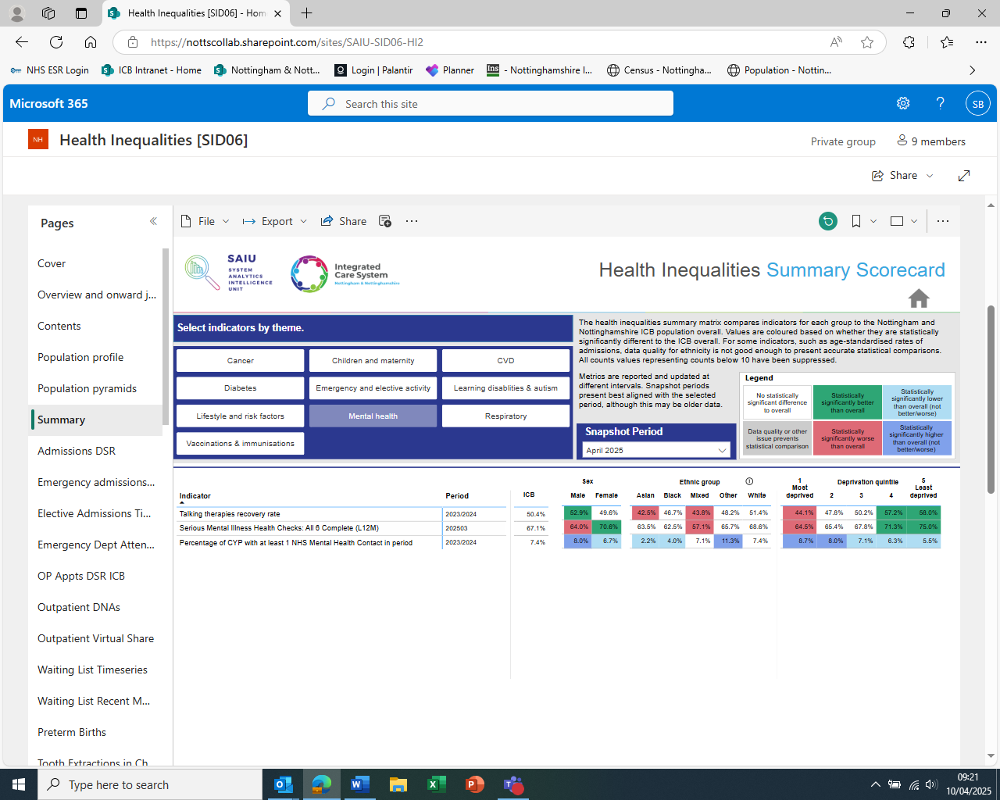 Health Inequalities [SID06] - Hom
https://nottscollab.sharepoint.com/sites/SAIU-SID06-HI2
NHS ESR Login
ICB Intranet - Home
Nottingham & Nott...
Login | Palantir
Planner
Ins
- Nottinghamshire I...
Census - Nottingha...
Population - Nottin...
Microsoft 365
Search this site
?
SB
NH
Health Inequalities [SID06]
Private group
9 members
Share
Pages
Cover
Overview and onward j...
Contents
Population profile
Population pyramids
Summary
Admissions DSR
Emergency admissions...
Elective Admissions Ti...
Emergency Dept Atten...
OP Appts DSR ICB
Outpatient DNAs
Outpatient Virtual Share
Waiting List Timeseries
Waiting List Recent M...
Preterm Births
Tooth Extractions in Ch
File
Export
Share
SAIU
SYSTEM
ANALYTICS
INTELLIGENCE
UNIT
Integrated
Care System
Nottingham & Nottinghamshire
Health Inequalities Summary Scorecard
Select indicators by theme.
Cancer
Children and maternity
CVD
Diabetes
Emergency and elective activity
Learning disablities & autism
Lifestyle and risk factors
Mental health
Respiratory
Vaccinations & immunisations
The health inequalities summary matrix compares indicators for each group to the Nottingham and
Nottinghamshire ICB population overall. Values are coloured based on whether they are statistically
significantly different to the ICB overall. For some indicators, such as age-standardised rates of
admissions, data quality for ethnicity is not good enough to present accurate statistical comparisons.
All counts values representing counts below 10 have been suppressed.
Metrics are reported and updated at
different intervals. Snapshot periods
present best aligned with the selected
period, although this may be older data.
Snapshot Period
April 2025
Legend
No statistically
significant difference
to overall
Statistically
significantly better
than overall
Statistically
significantly lower
than overall (not
better/worse)
Data quality or other
issue prevents
statistical comparison
Statistically
significantly worse
than overall
Statistically
significantly higher
than overall (not
better/worse)
Sex
Ethnic group
Deprivation quintile
Indicator
Period
ICB
Male
Female
Asian
Black
Mixed
Other
White
1
Most
deprived
2
3
4
5
Least
deprived
Talking therapies recovery rate 2023/2024 50.4% 52.9% 49.6% 42.5% 46.7% 43.8% 48.2% 51.4% 44.1% 47.8% 50.2% 57.2% 58.0%
Serious Mental Illness Health Checks: All 6 Complete (L12M) 202503 67.1% 64.0% 70.6% 63.5% 62.5% 57.1% 65.7% 68.6% 64.5% 65.4% 67.8% 71.3% 75.0%
Percentage of CYP with at least 1 NHS Mental Health Contact in period 2023/2024 7.4% 8.0% 6.7% 2.2% 4.0% 7.1% 11.3% 7.4% 8.7% 8.0% 7.1% 6.3% 5.5%
Type here to search
09:21
10/04/2025